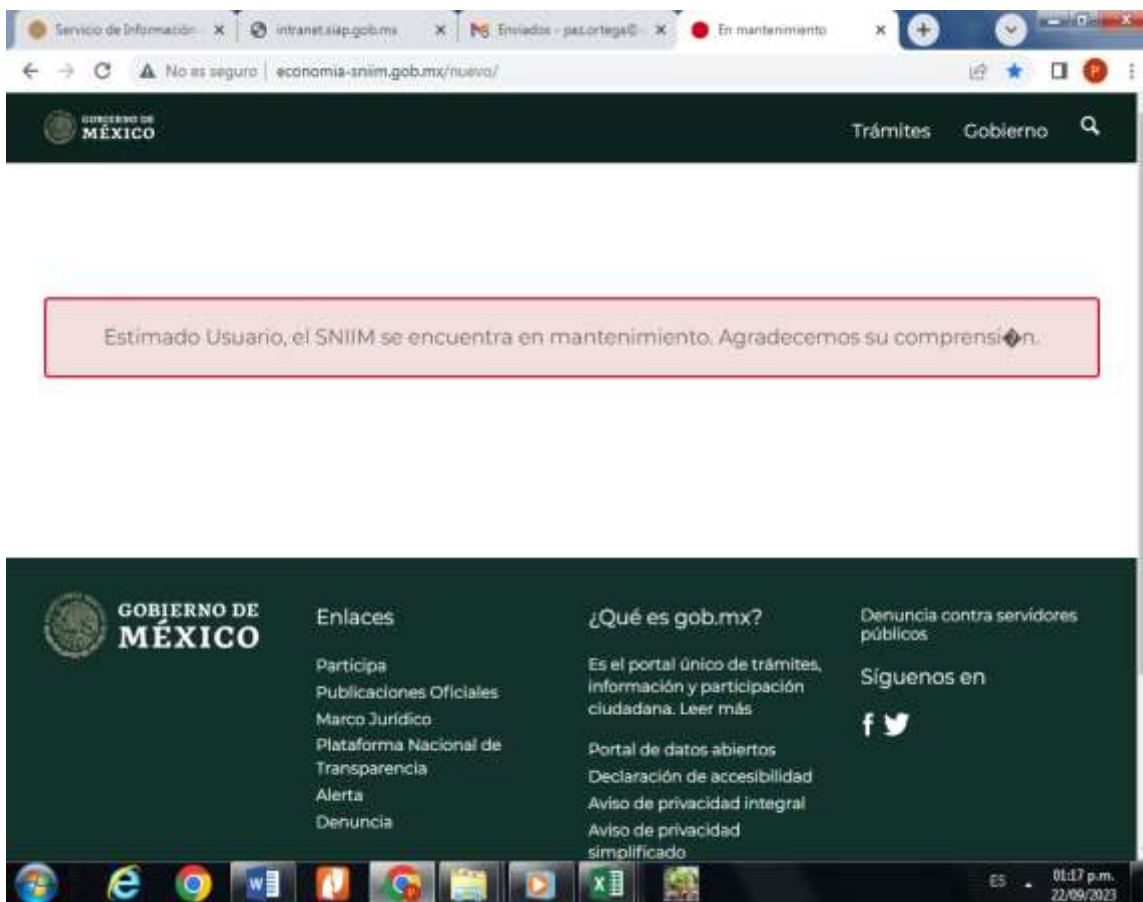 Servicio de Información
intranet.siap.gob.mx
Enviados - paz.ortega@
En mantenimiento
No es seguro | economia-sniim.gob.mx/nuevo/
GOBIERNO DE
MÉXICO
Trámites
Gobierno
Estimado Usuario, el SNIIM se encuentra en mantenimiento. Agradecemos su comprensi�n.
GOBIERNO DE
MÉXICO
Enlaces
Participa
Publicaciones Oficiales
Marco Jurídico
Plataforma Nacional de
Transparencia
Alerta
Denuncia
¿Qué es gob.mx?
Es el portal único de trámites,
información y participación
ciudadana. Leer más
Portal de datos abiertos
Declaración de accesibilidad
Aviso de privacidad integral
Aviso de privacidad
simplificado
Denuncia contra servidores
públicos
Síguenos en
ES
01:17 p.m.
22/09/2023